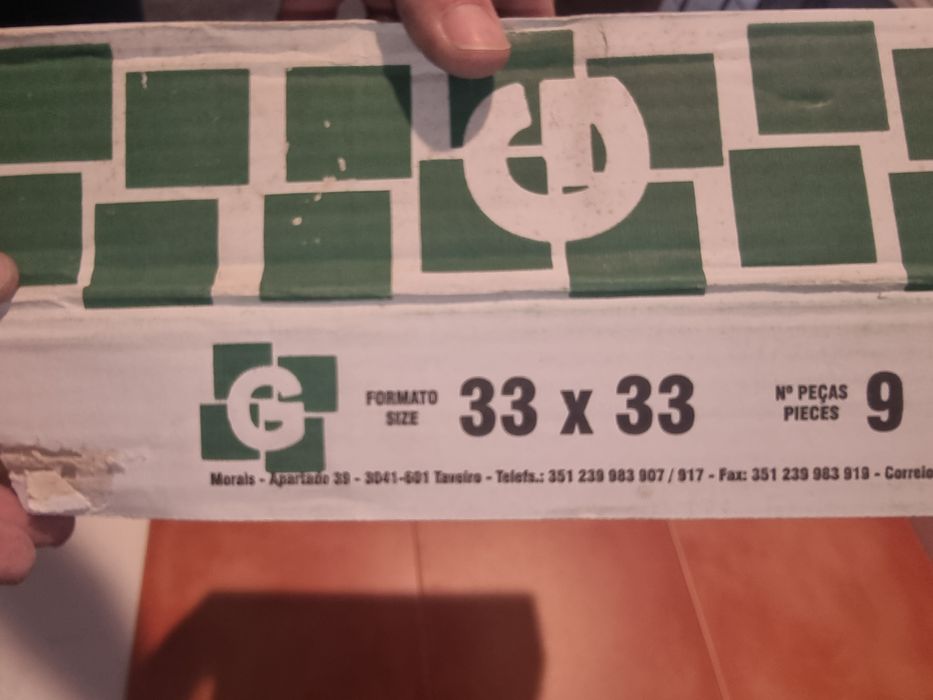 G
G
FORMATO
SIZE
33 x 33
Nº PEÇAS
PIECES
9
Morais - Apartado 39 - 3041-601 Taveiro - Telefs.: 351 239 983 907 / 917 - Fax: 351 239 983 919 - Correio